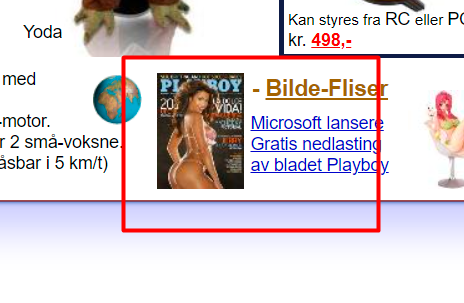 Yoda
Kan styres fra RC eller PC
kr. 498,-
med
-motor.
r 2 små-voksne.
åsbar i 5 km/t)
PLAYBOY
VIDA!
- Bilde-Fliser
Microsoft lansere
Gratis nedlasting
av bladet Playboy